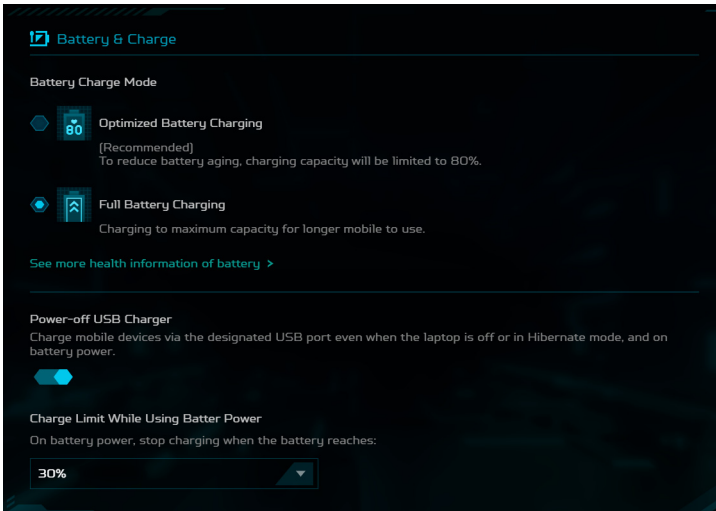 Battery & Charge
Battery Charge Mode
80
Optimized Battery Charging
(Recommended)
To reduce battery aging, charging capacity will be limited to 80%.
Full Battery Charging
Charging to maximum capacity for longer mobile to use.
See more health information of battery >
Power-off USB Charger
Charge mobile devices via the designated USB port even when the laptop is off or in Hibernate mode, and on
battery power.
Charge Limit While Using Batter Power
On battery power, stop charging when the battery reaches:
30%